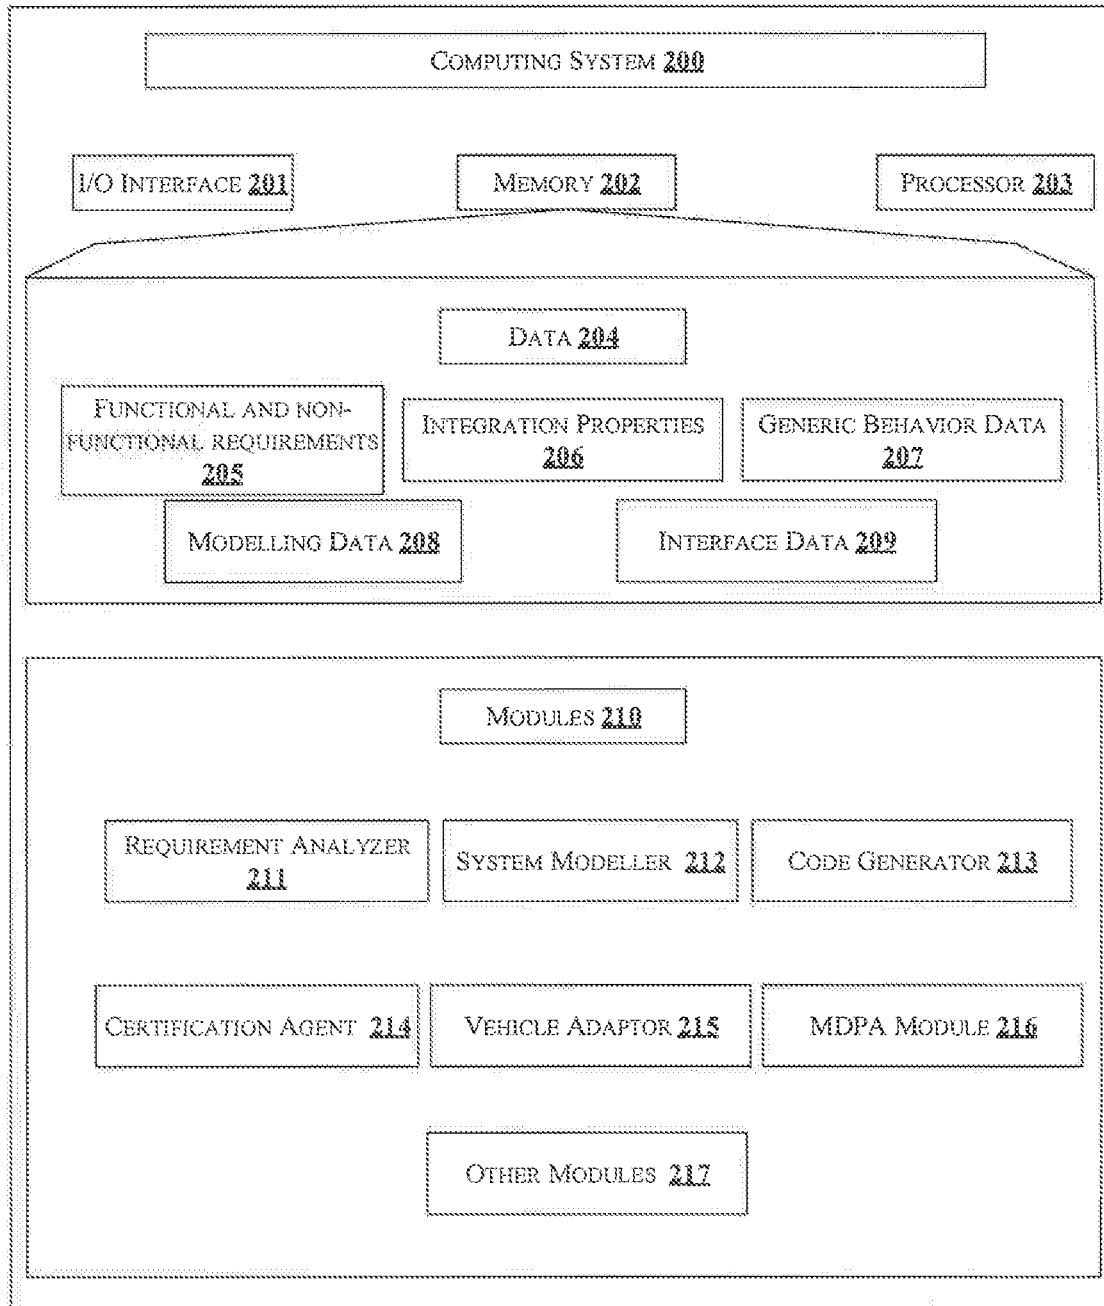 COMPUTING SYSTEM 200
I/O INTERFACE 201
MEMORY 202
PROCESSOR 203
DATA 204
FUNCTIONAL AND NON-
FUNCTIONAL REQUIREMENTS
205
INTEGRATION PROPERTIES
206
GENERIC BEHAVIOR DATA
207
MODELLING DATA 208
INTERFACE DATA 209
MODULES 210
REQUIREMENT ANALYZER
211
SYSTEM MODELLER 212
CODE GENERATOR 213
CERTIFICATION AGENT 214
VEHICLE ADAPTOR 215
MDPA MODULE 216
OTHER MODULES 217